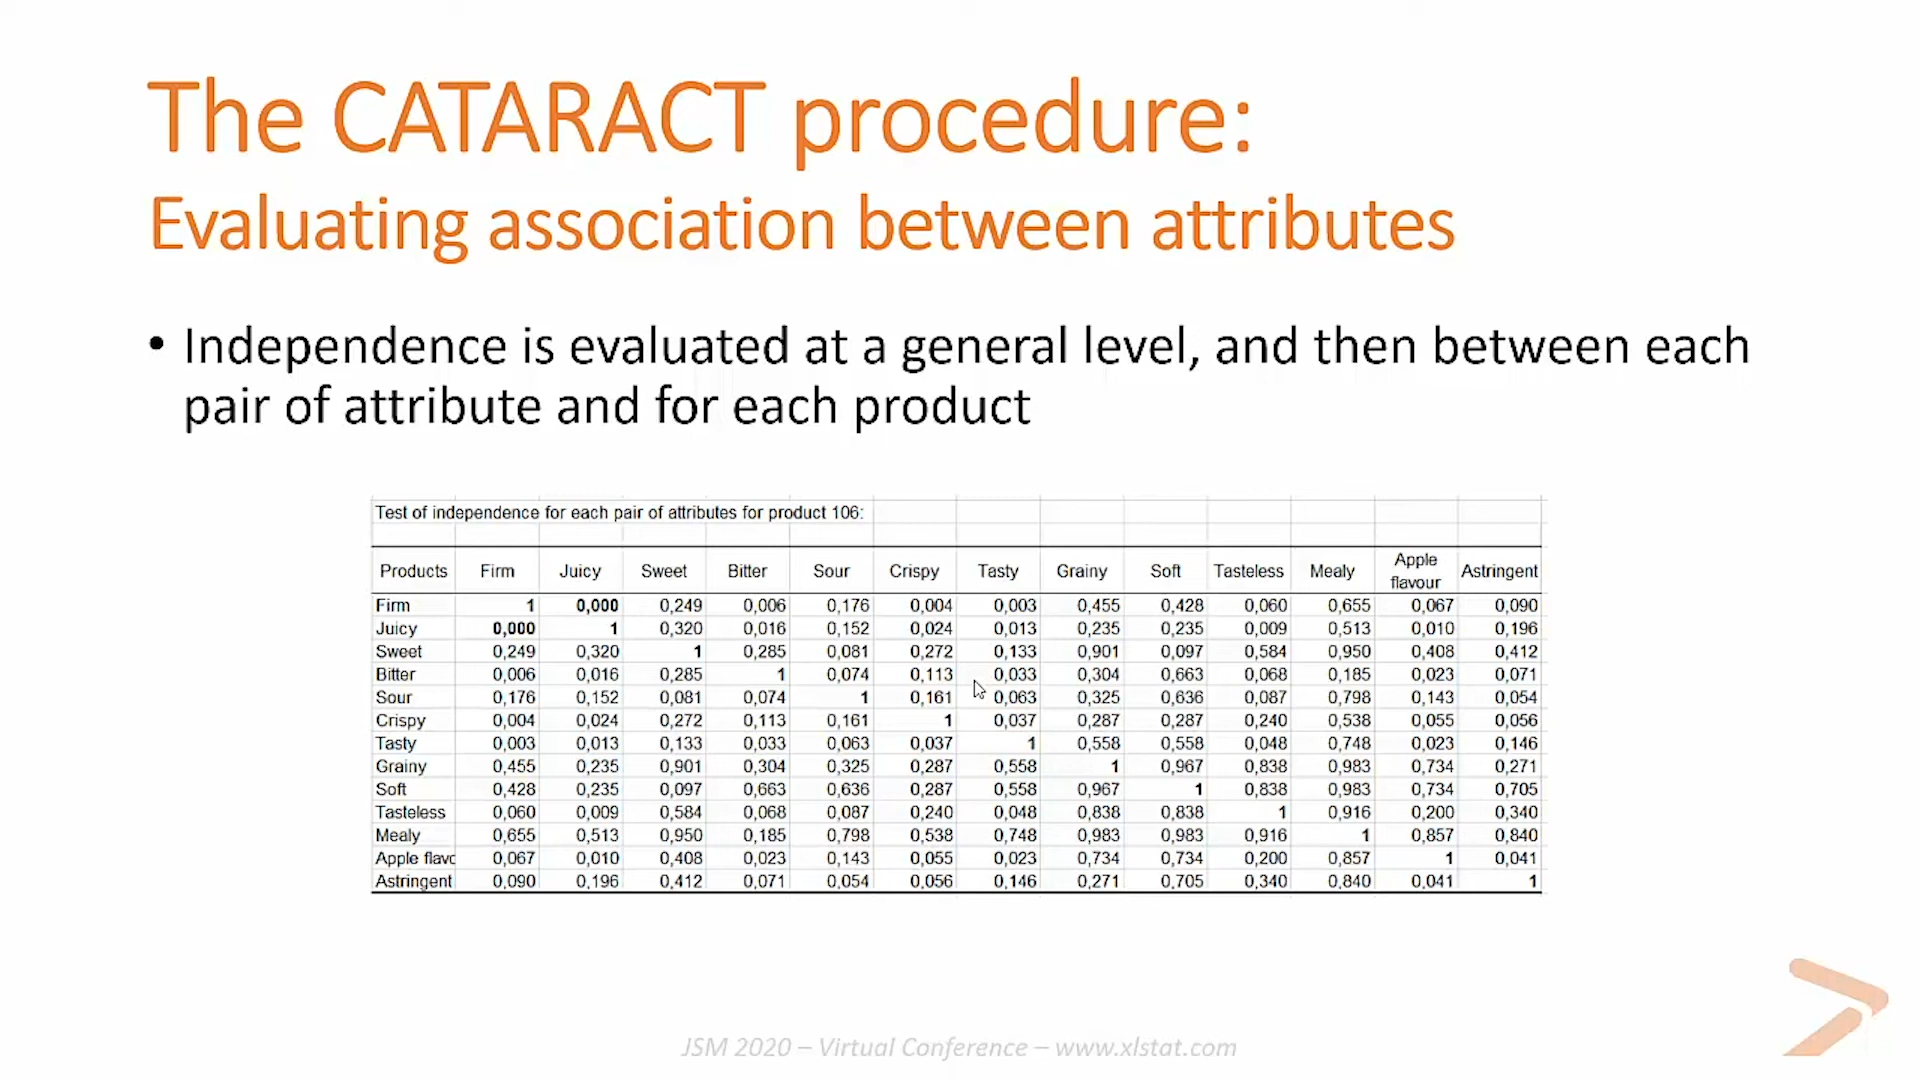 The CATARACT procedure:
Evaluating association between attributes
• Independence is evaluated at a general level, and then between each
pair of attribute and for each product
Test of independence for each pair of attributes for product 106:
Products Firm Juicy Sweet Bitter Sour Crispy Tasty Grainy Soft Tasteless Mealy Apple flavour Astringent
Firm 1 0,000 0,249 0,006 0,176 0,004 0,003 0,455 0,428 0,060 0,655 0,067 0,090
Juicy 0,000 1 0,320 0,016 0,152 0,024 0,013 0,235 0,235 0,009 0,513 0,010 0,196
Sweet 0,249 0,320 1 0,285 0,081 0,272 0,133 0,901 0,097 0,584 0,950 0,408 0,412
Bitter 0,006 0,016 0,285 1 0,074 0,113 0,033 0,304 0,663 0,068 0,185 0,023 0,071
Sour 0,176 0,152 0,081 0,074 1 0,161 0,063 0,325 0,636 0,087 0,798 0,143 0,054
Crispy 0,004 0,024 0,272 0,113 0,161 1 0,037 0,287 0,287 0,240 0,538 0,055 0,056
Tasty 0,003 0,013 0,133 0,033 0,063 0,037 1 0,558 0,558 0,048 0,748 0,023 0,146
Grainy 0,455 0,235 0,901 0,304 0,325 0,287 0,558 1 0,967 0,838 0,983 0,734 0,271
Soft 0,428 0,235 0,097 0,663 0,636 0,287 0,558 0,967 1 0,838 0,983 0,734 0,705
Tasteless 0,060 0,009 0,584 0,068 0,087 0,240 0,048 0,838 0,838 1 0,916 0,200 0,340
Mealy 0,655 0,513 0,950 0,185 0,798 0,538 0,748 0,983 0,983 0,916 1 0,857 0,840
Apple flavo 0,067 0,010 0,408 0,023 0,143 0,055 0,023 0,734 0,734 0,200 0,857 1 0,041
Astringent 0,090 0,196 0,412 0,071 0,054 0,056 0,146 0,271 0,705 0,340 0,840 0,041 1
JSM 2020 – Virtual Conference – www.xlstat.com